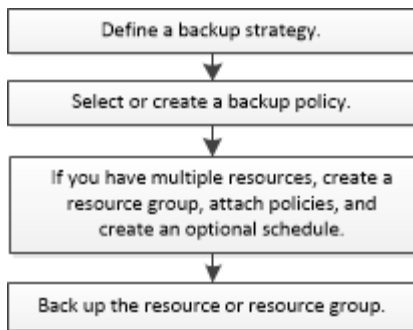 Define a backup strategy.
Select or create a backup policy.
If you have multiple resources, create a
resource group, attach policies, and
create an optional schedule.
Back up the resource or resource group.